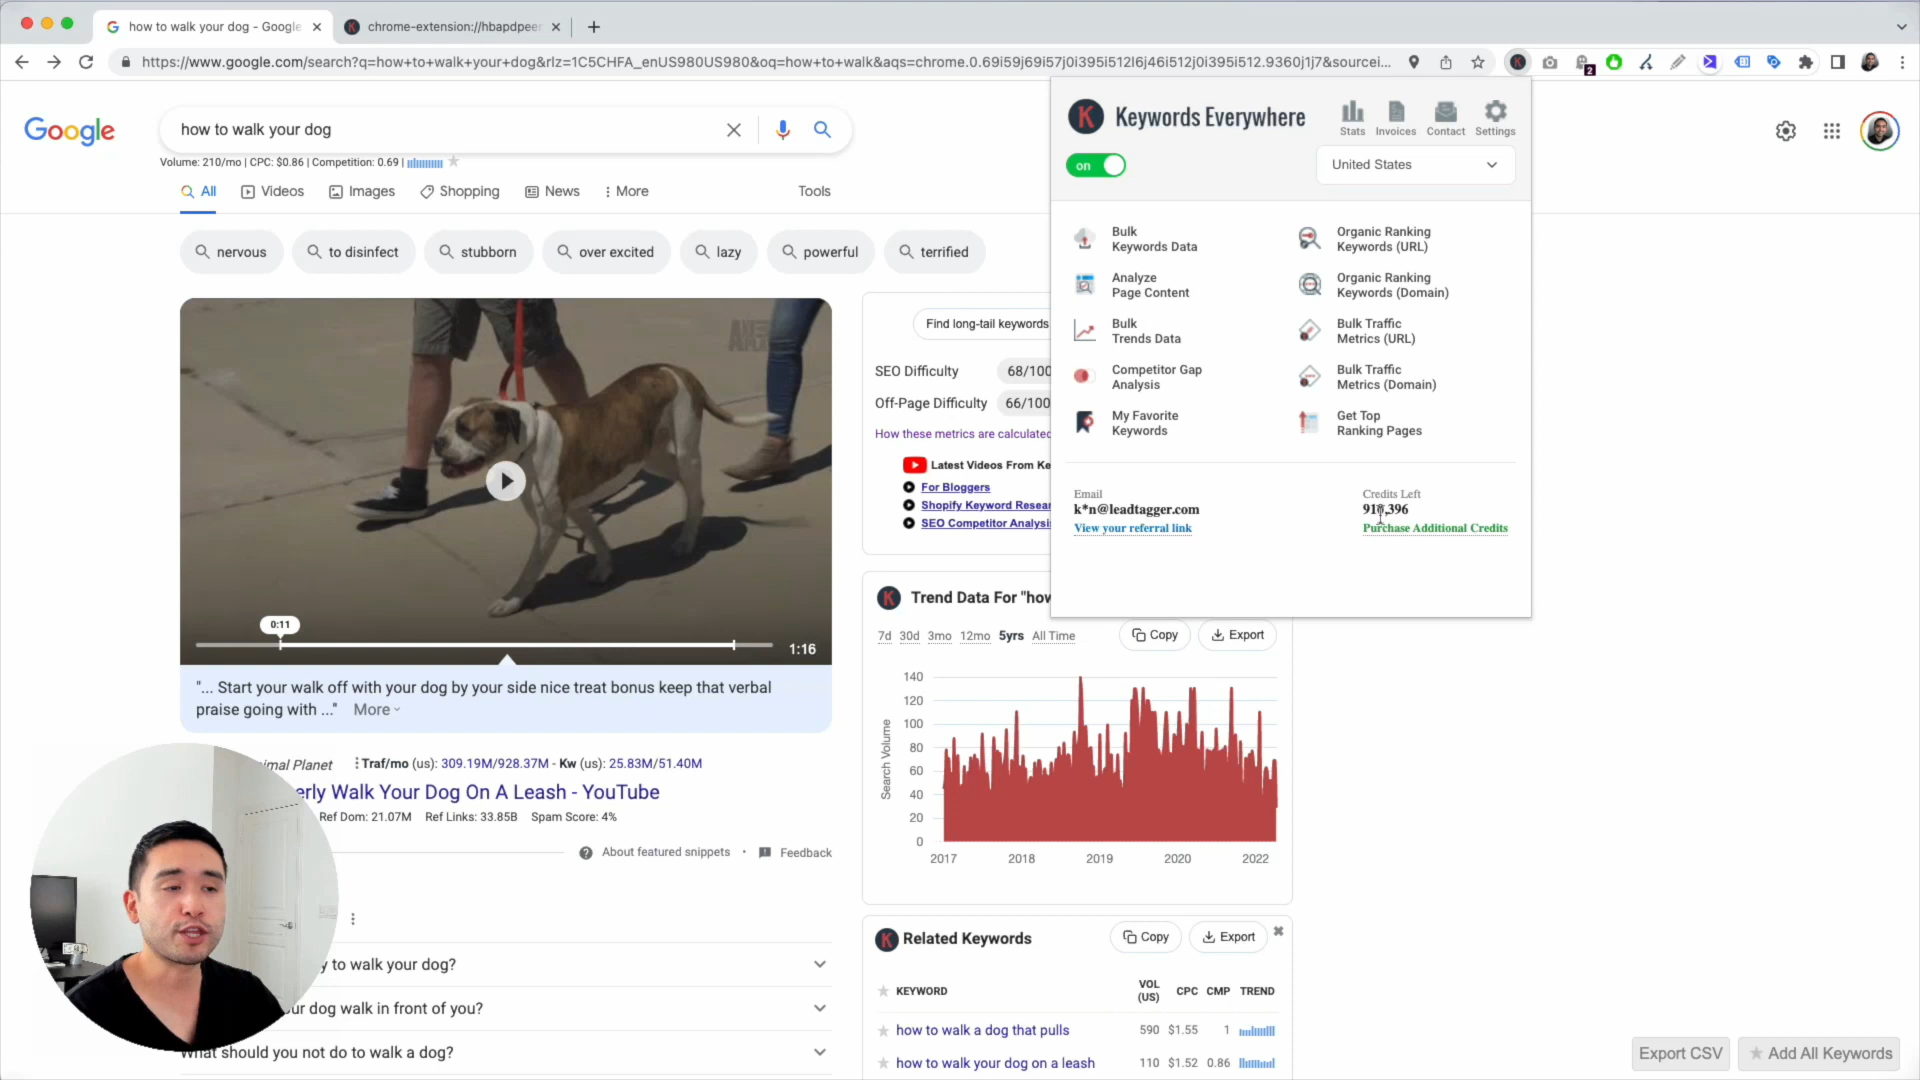 how to walk your dog - Google
chrome-extension://hbapdpeer
https://www.google.com/search?q=how+to+walk+your+dog&rlz=1C5CHFA_enUS980US980&oq=how+to+walk&aqs=chrome.0.69i59j69i57j0i395i512l6j46i512j0i395i512.9360j1j7&sourcei...
2
Google
how to walk your dog
Volume: 210/mo | CPC: $0.86 | Competition: 0.69 |
All
Videos
Images
Shopping
News
More
Tools
nervous
to disinfect
stubborn
over excited
lazy
powerful
terrified
0:11
1:16
"... Start your walk off with your dog by your side nice treat bonus keep that verbal
praise going with ..." More
imal Planet
Traf/mo (us): 309.19M/928.37M - Kw (us): 25.83M/51.40M
erly Walk Your Dog On A Leash - YouTube
Ref Dom: 21.07M Ref Links: 33.85B Spam Score: 4%
About featured snippets
Feedback
y to walk your dog?
ur dog walk in front of you?
What should you not do to walk a dog?
Find long-tail keywords
SEO Difficulty
68/100
Off-Page Difficulty
66/100
How these metrics are calculated
Latest Videos From Ke
For Bloggers
Shopify Keyword Resear
SEO Competitor Analysi
K
Keywords Everywhere
Stats
Invoices
Contact
Settings
on
United States
Bulk
Keywords Data
Organic Ranking
Keywords (URL)
Analyze
Page Content
Organic Ranking
Keywords (Domain)
Bulk
Trends Data
Bulk Traffic
Metrics (URL)
Competitor Gap
Analysis
Bulk Traffic
Metrics (Domain)
My Favorite
Keywords
Get Top
Ranking Pages
Email
k*n@leadtagger.com
View your referral link
Credits Left
Purchase Additional Credits
K
Trend Data For "how
7d
30d
3mo
12mo
5yrs
All Time
Copy
Export
Search Volume
140
120
100
80
60
40
20
0
2017
2018
2019
2020
2022
K
Related Keywords
Copy
Export
KEYWORD
VOL
(US)
CPC
CMP
TREND
how to walk a dog that pulls
590
$1.55
1
how to walk your dog on a leash
110
$1.52
0.86
Export CSV
Add All Keywords